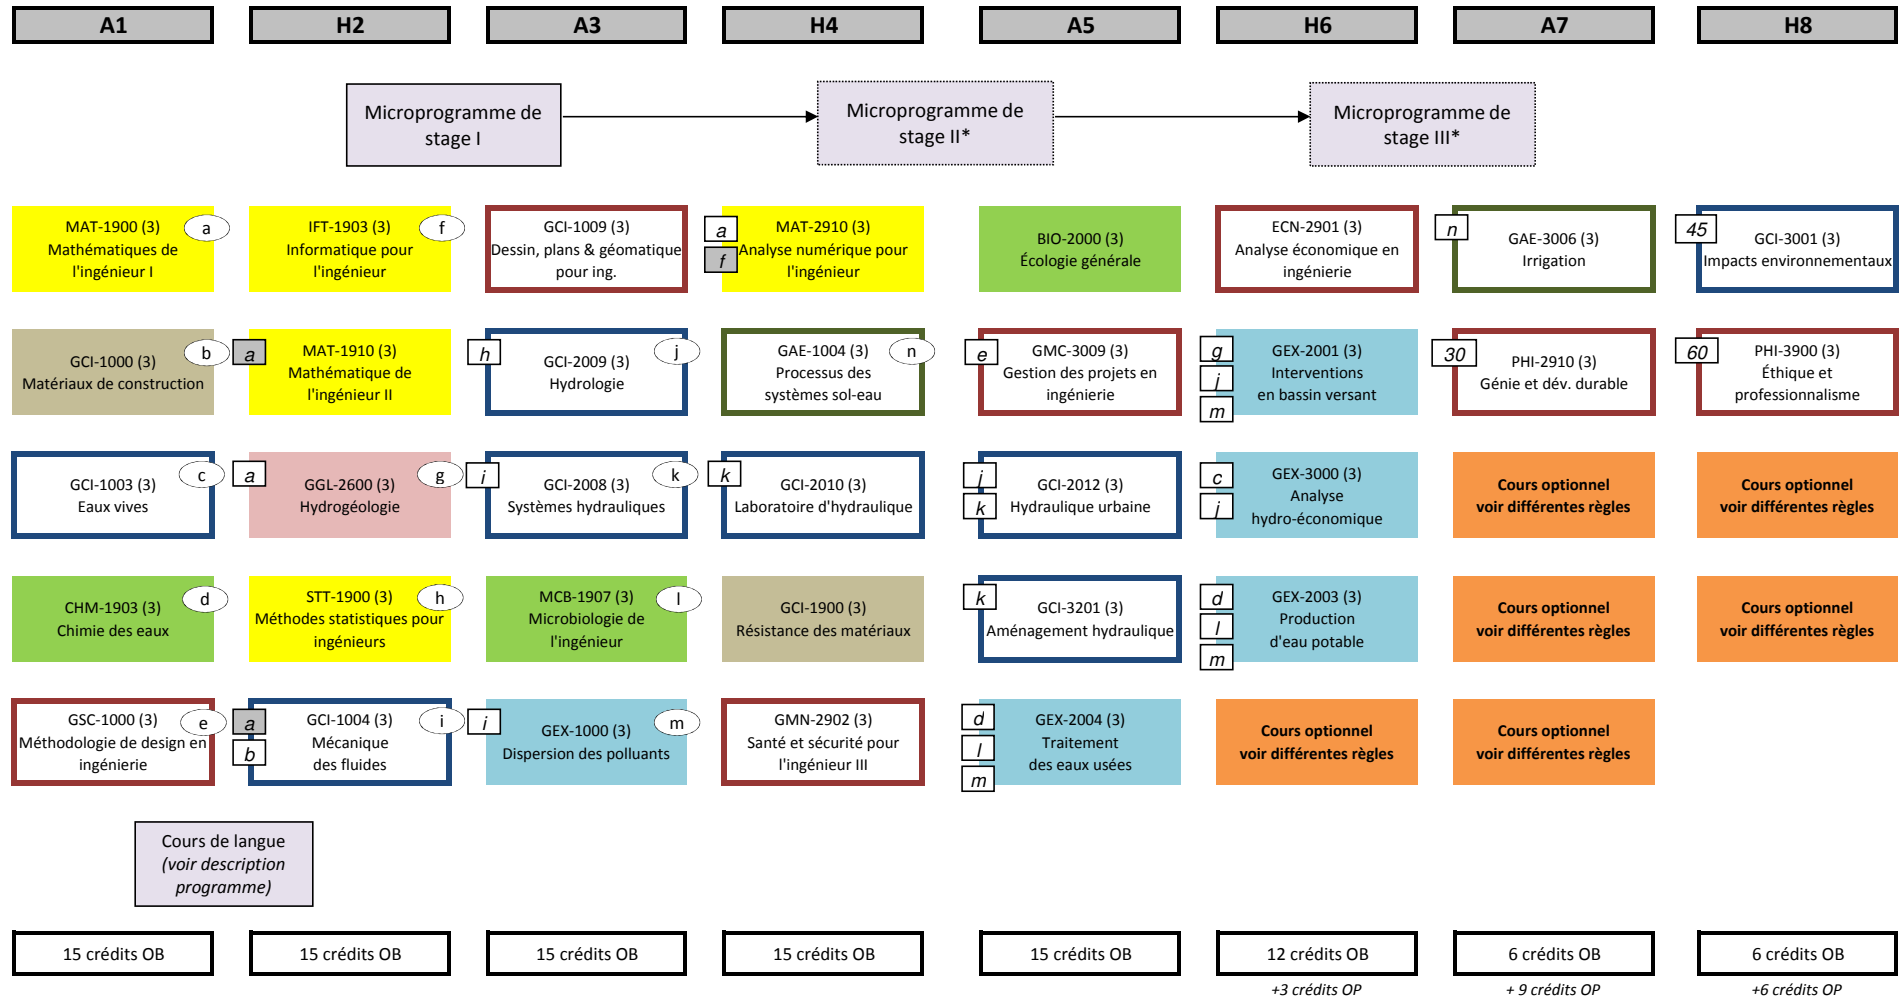 A1
H2
A3
H4
A5
H6
A7
H8
Microprogramme de
stage I
Microprogramme de
stage II*
Microprogramme de
stage III*
MAT-1900 (3)
Mathématiques de
l'ingénieur I
a
IFT-1903 (3)
Informatique pour
l'ingénieur
f
GCI-1009 (3)
Dessin, plans & géomatique
pour ing.
a
f
MAT-2910 (3)
Analyse numérique pour
l'ingénieur
BIO-2000 (3)
Écologie générale
ECN-2901 (3)
Analyse économique en
ingénierie
n
GAE-3006 (3)
Irrigation
45
GCI-3001 (3)
Impacts environnementaux
GCI-1000 (3)
Matériaux de construction
b
a
MAT-1910 (3)
Mathématique de
l'ingénieur II
h
GCI-2009 (3)
Hydrologie
j
GAE-1004 (3)
Processus des
systèmes sol-eau
n
e
GMC-3009 (3)
Gestion des projets en
ingénierie
g
j
m
GEX-2001 (3)
Interventions
en bassin versant
30
PHI-2910 (3)
Génie et dév. durable
60
PHI-3900 (3)
Éthique et
professionnalisme
GCI-1003 (3)
Eaux vives
c
a
GGL-2600 (3)
Hydrogéologie
g
i
GCI-2008 (3)
Systèmes hydrauliques
k
k
GCI-2010 (3)
Laboratoire d'hydraulique
j
k
GCI-2012 (3)
Hydraulique urbaine
c
j
GEX-3000 (3)
Analyse
hydro-économique
Cours optionnel
voir différentes règles
Cours optionnel
voir différentes règles
CHM-1903 (3)
Chimie des eaux
d
STT-1900 (3)
Méthodes statistiques pour
ingénieurs
h
MCB-1907 (3)
Microbiologie de
l'ingénieur
l
GCI-1900 (3)
Résistance des matériaux
k
GCI-3201 (3)
Aménagement hydraulique
d
l
m
GEX-2003 (3)
Production
d'eau potable
Cours optionnel
voir différentes règles
Cours optionnel
voir différentes règles
GSC-1000 (3)
Méthodologie de design en
ingénierie
e
a
b
GCI-1004 (3)
Mécanique
des fluides
i
i
GEX-1000 (3)
Dispersion des polluants
m
GMN-2902 (3)
Santé et sécurité pour
l'ingénieur III
d
l
m
GEX-2004 (3)
Traitement
des eaux usées
Cours optionnel
voir différentes règles
Cours optionnel
voir différentes règles
Cours de langue
(voir description
programme)
15 crédits OB
15 crédits OB
15 crédits OB
15 crédits OB
15 crédits OB
12 crédits OB
6 crédits OB
6 crédits OB
+3 crédits OP
+ 9 crédits OP
+6 crédits OP